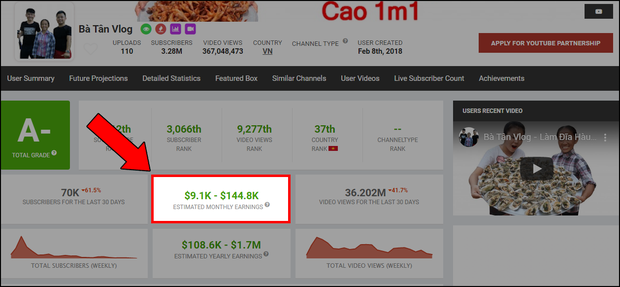 Cao 1m1
Bà Tân Vlog
UPLOADS
110
SUBSCRIBERS
3.28M
VIDEO VIEWS
367,048,473
COUNTRY
VN
CHANNEL TYPE
USER CREATED
Feb 8th, 2018
APPLY FOR YOUTUBE PARTNERSHIP
User Summary Future Projections Detailed Statistics Featured Box Similar Channels User Videos Live Subscriber Count Achievements
A-
TOTAL GRADE
3,066th
SUBSCRIBER
RANK
9,277th
VIDEO VIEWS
RANK
37th
COUNTRY
RANK
--
CHANNELTYPE
RANK
USERS RECENT VIDEO
Bà Tân Vlog - Làm Đĩa Hàu...
70K -61.5%
SUBSCRIBERS FOR THE LAST 30 DAYS
$9.1K - $144.8K
ESTIMATED MONTHLY EARNINGS
36.202M -41.7%
VIDEO VIEWS FOR THE LAST 30 DAYS
TOTAL SUBSCRIBERS (WEEKLY)
$108.6K - $1.7M
ESTIMATED YEARLY EARNINGS
TOTAL VIDEO VIEWS (WEEKLY)